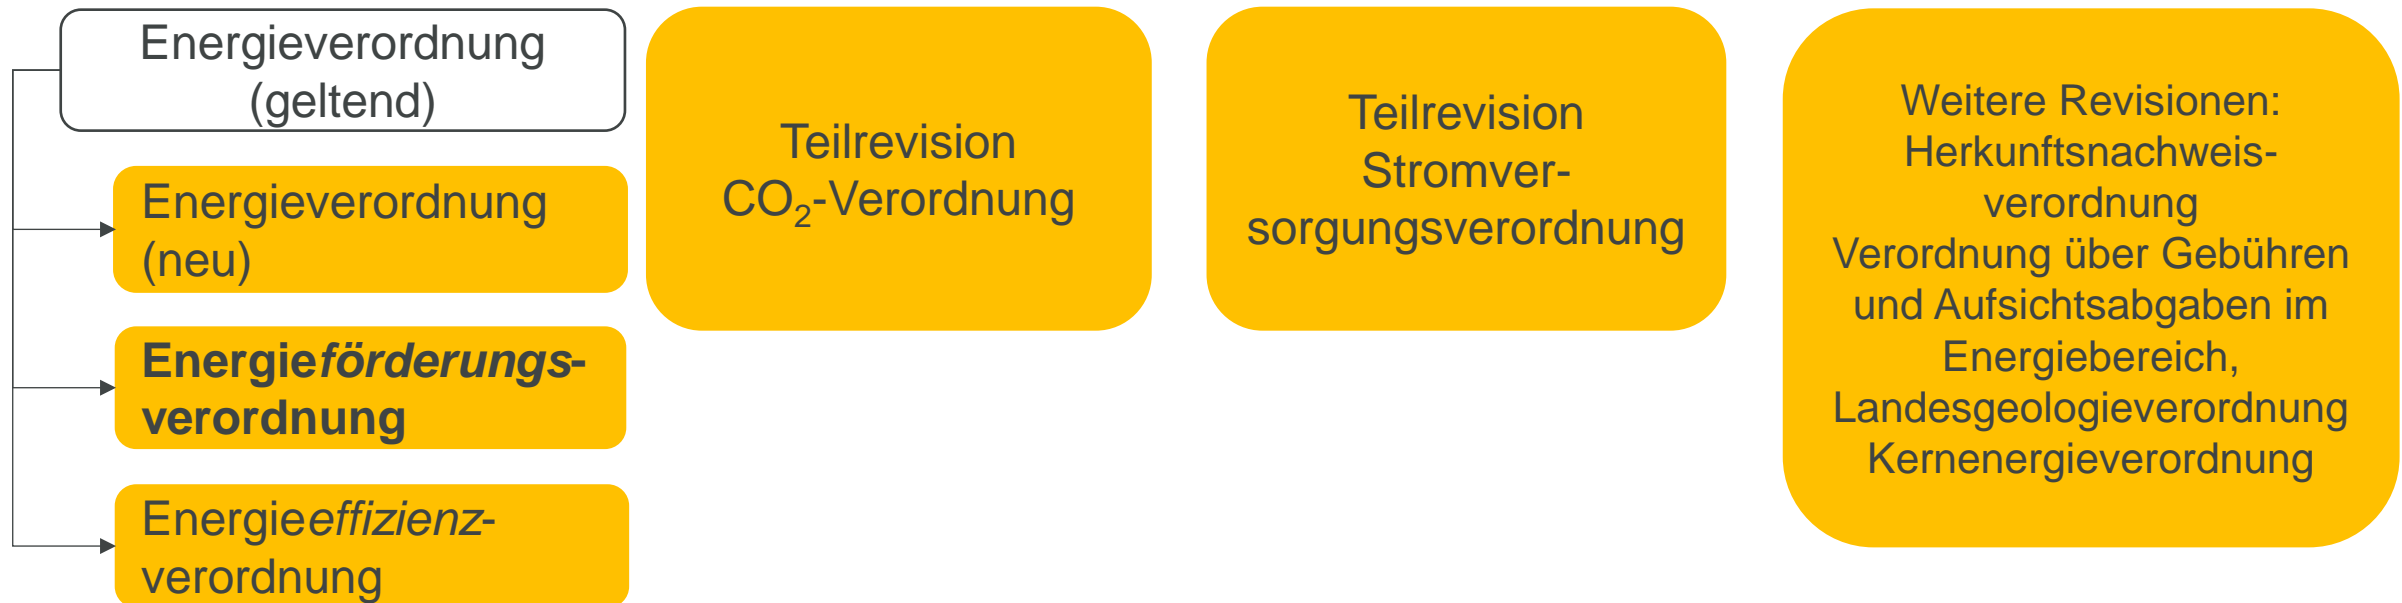 Energieverordnung
(geltend)
Energieverordnung
(neu)
Energieförderungs-
verordnung
Energieeffizienz-
verordnung
Teilrevision
CO₂-Verordnung
Teilrevision
Stromver-
sorgungsverordnung
Weitere Revisionen:
Herkunftsnachweis-
verordnung
Verordnung über Gebühren
und Aufsichtsabgaben im
Energiebereich,
Landesgeologieverordnung
Kernenergieverordnung